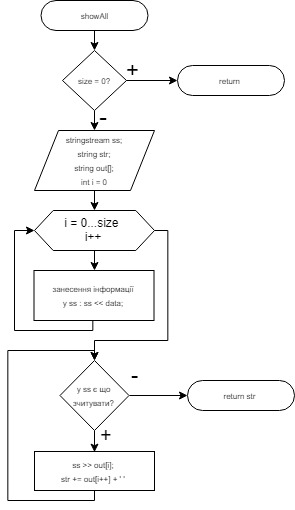 showAll
size = 0?
+
return
-
stringstream ss;
string str;
string out[];
int i = 0
i = 0...size
i++
занесення інформації
у ss : ss << data;
у ss є що
зчитувати?
-
return str
+
ss >> out[i];
str += out[i++] + ' '